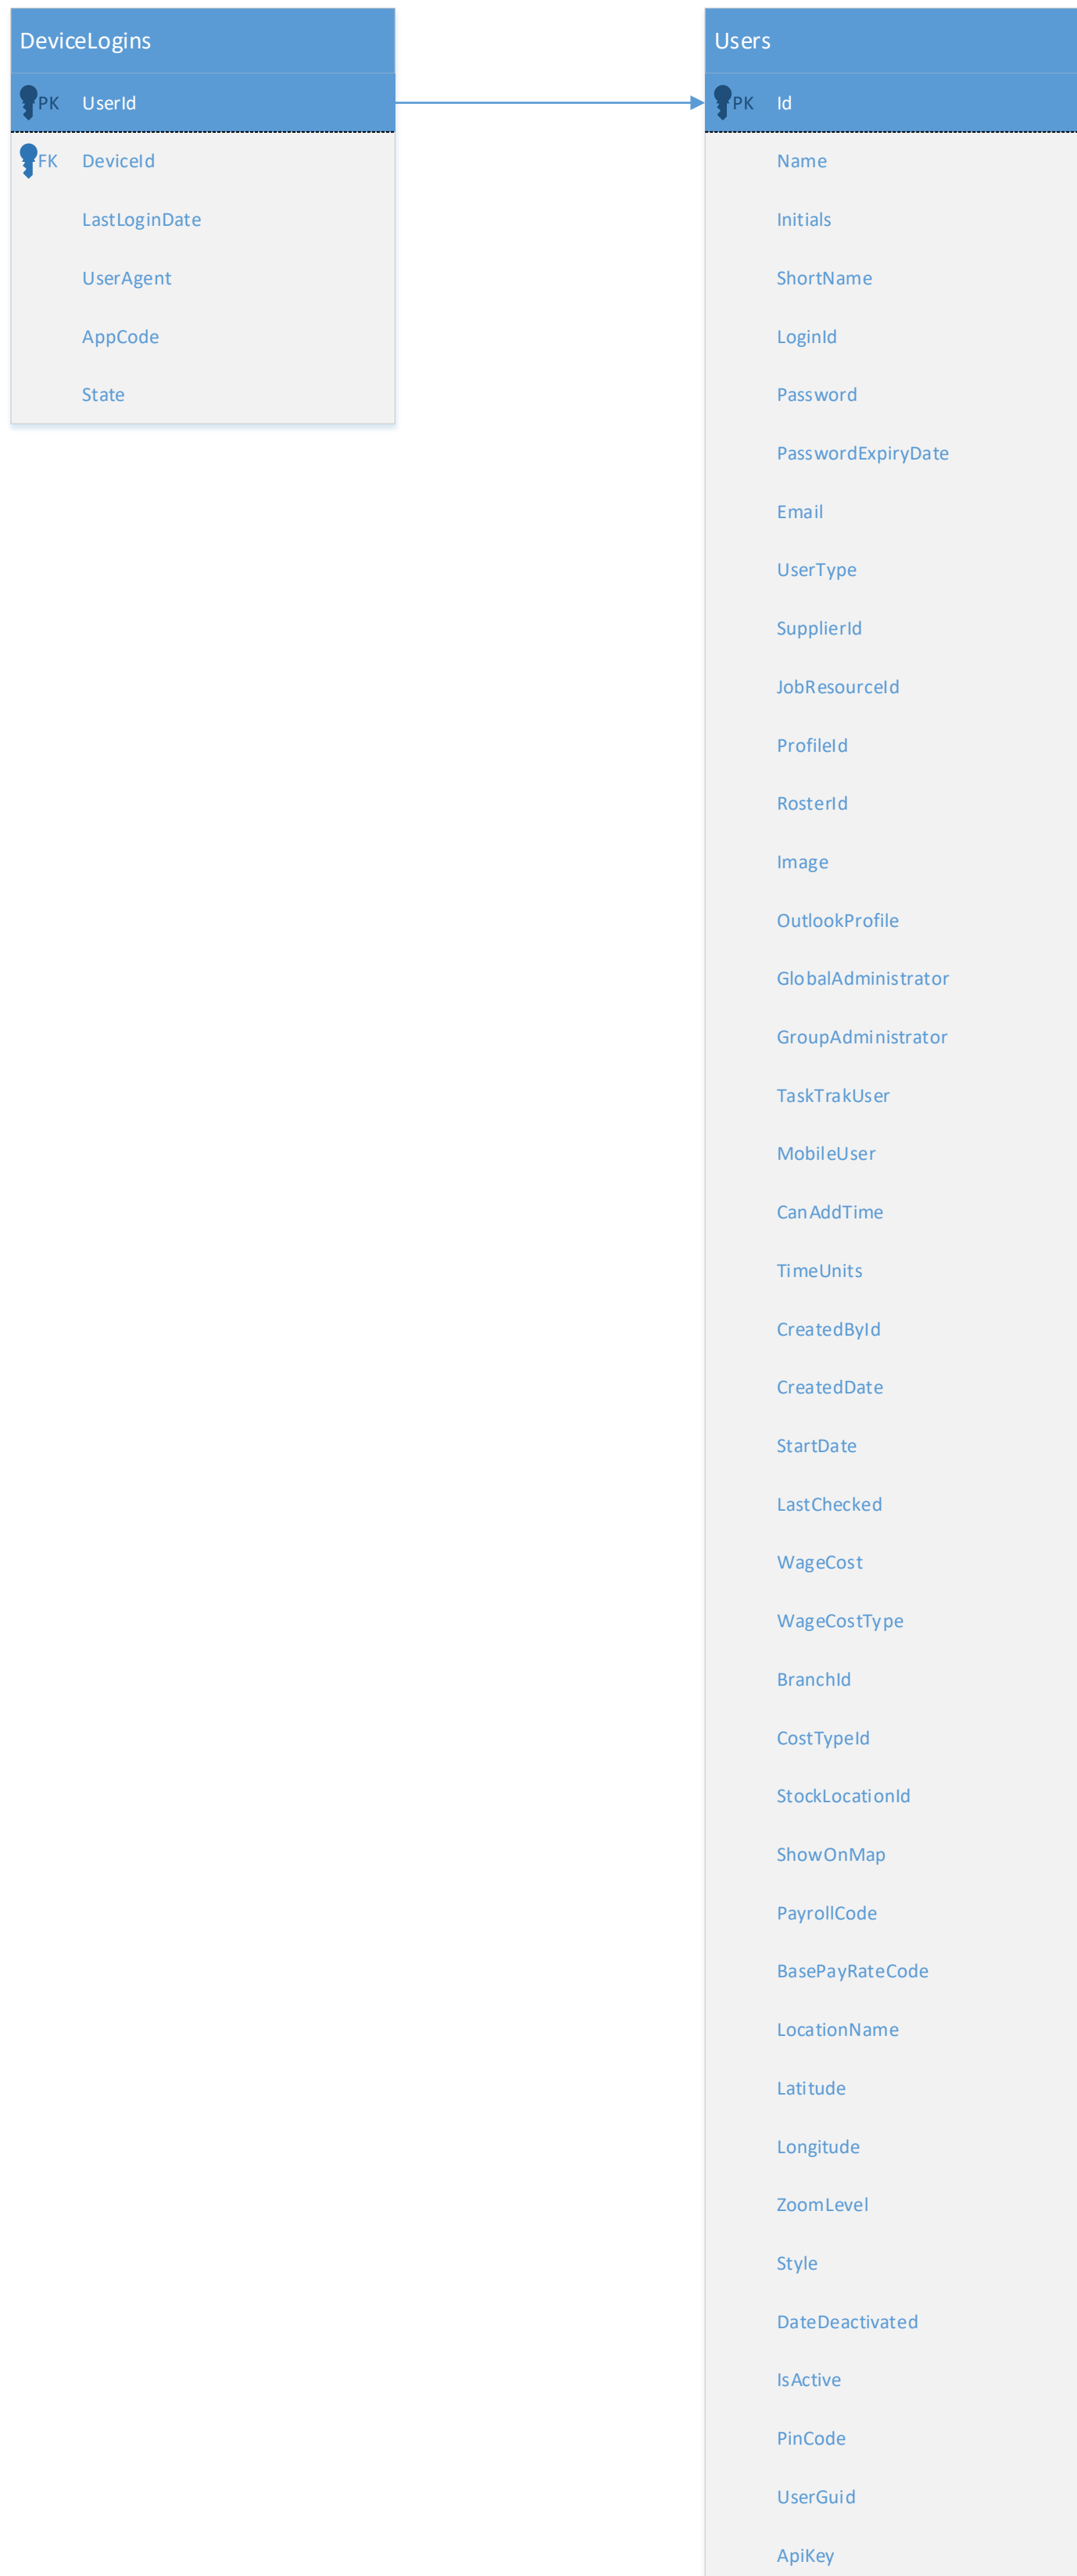 DeviceLogins
PK UserId
FK DeviceId
LastLoginDate
UserAgent
AppCode
State
Users
PK Id
Name
Initials
ShortName
LoginId
Password
PasswordExpiryDate
Email
UserType
SupplierId
JobResourceId
ProfileId
RosterId
Image
OutlookProfile
GlobalAdministrator
GroupAdministrator
TaskTrakUser
MobileUser
CanAddTime
TimeUnits
CreatedById
CreatedDate
StartDate
LastChecked
WageCost
WageCostType
BranchId
CostTypeId
StockLocationId
ShowOnMap
PayrollCode
BasePayRateCode
LocationName
Latitude
Longitude
ZoomLevel
Style
DateDeactivated
IsActive
PinCode
UserGuid
ApiKey